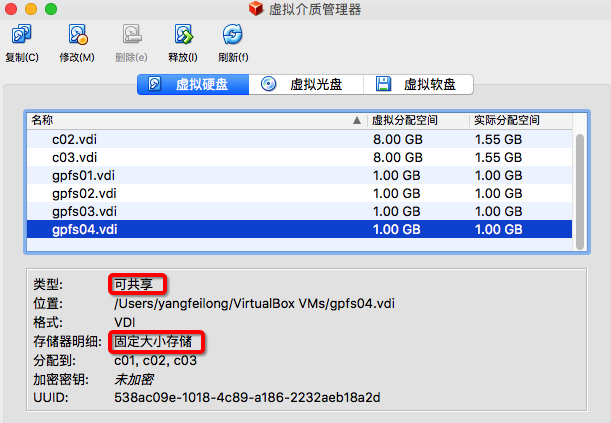 虚拟介质管理器
复制(C) 修改(M) 删除(e) 释放(I) 刷新(f)
虚拟硬盘 虚拟光盘 虚拟软盘
名称 虚拟分配空间 实际分配空间
c02.vdi 8.00 GB 1.55 GB
c03.vdi 8.00 GB 1.55 GB
gpfs01.vdi 1.00 GB 1.00 GB
gpfs02.vdi 1.00 GB 1.00 GB
gpfs03.vdi 1.00 GB 1.00 GB
gpfs04.vdi 1.00 GB 1.00 GB
类型: 可共享
位置: /Users/yangfeilong/VirtualBox VMs/gpfs04.vdi
格式: VDI
存储器明细: 固定大小存储
分配到: c01, c02, c03
加密密钥: 未加密
UUID: 538ac09e-1018-4c89-a186-2232aeb18a2d